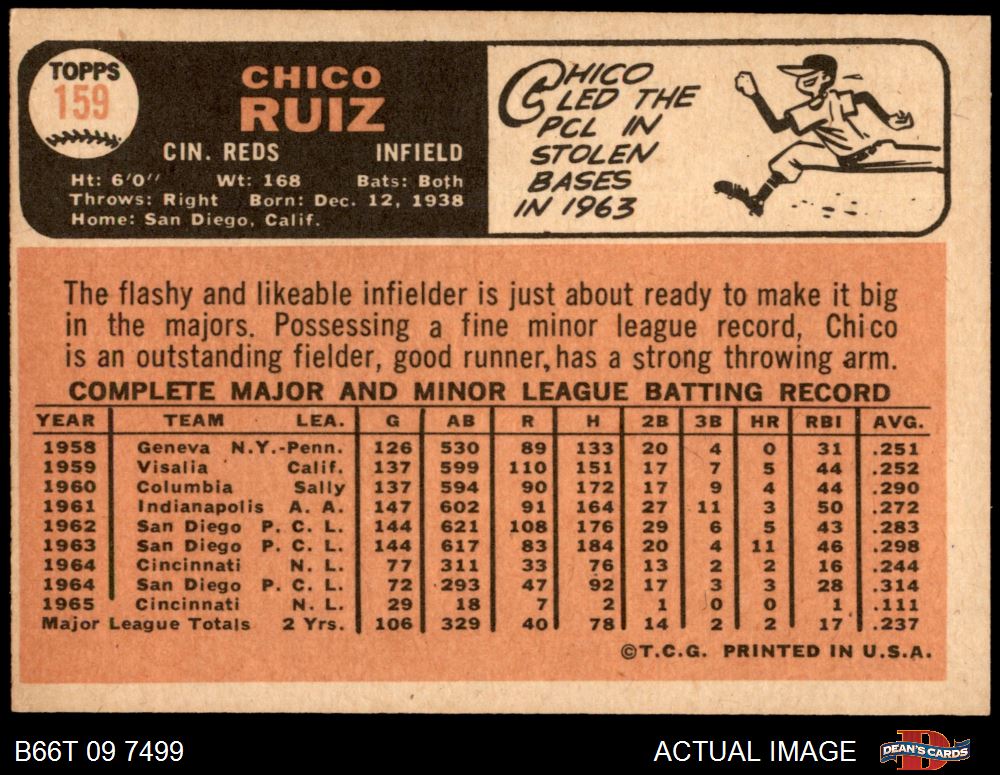 TOPPS
159
CHICO
RUIZ
CIN. REDS INFIELD
Ht: 6'0" Wt: 168 Bats: Both
Throws: Right Born: Dec. 12, 1938
Home: San Diego, Calif.
CHICO
LED THE
PCL IN
STOLEN
BASES
IN 1963
The flashy and likeable infielder is just about ready to make it big
in the majors. Possessing a fine minor league record, Chico
is an outstanding fielder, good runner, has a strong throwing arm.
COMPLETE MAJOR AND MINOR LEAGUE BATTING RECORD
YEAR TEAM LEA. G AB R H 2B 3B HR RBI AVG.
1958 Geneva N.Y.-Penn. 126 530 89 133 20 4 0 31 .251
1959 Visalia Calif. 137 599 110 151 17 7 5 44 .252
1960 Columbia Sally 137 594 90 172 17 9 4 44 .290
1961 Indianapolis A. A. 147 602 91 164 27 11 3 50 .272
1962 San Diego P. C. L. 144 621 108 176 29 6 5 43 .283
1963 San Diego P. C. L. 144 617 83 184 20 4 11 46 .298
1964 Cincinnati N. L. 77 311 33 76 13 2 2 16 .244
1964 San Diego P. C. L. 72 293 47 92 17 3 3 28 .314
1965 Cincinnati N. L. 29 18 7 2 1 0 0 1 .111
Major League Totals 2 Yrs. 106 329 40 78 14 2 2 17 .237
©T.C.G. PRINTED IN U.S.A.
B66T 09 7499 ACTUAL IMAGE DEAN'S CARDS